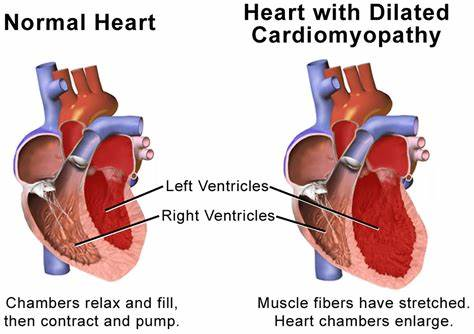 Normal Heart
Heart with Dilated
Cardiomyopathy
Left Ventricles
Right Ventricles
Chambers relax and fill,
then contract and pump.
Muscle fibers have stretched.
Heart chambers enlarge.